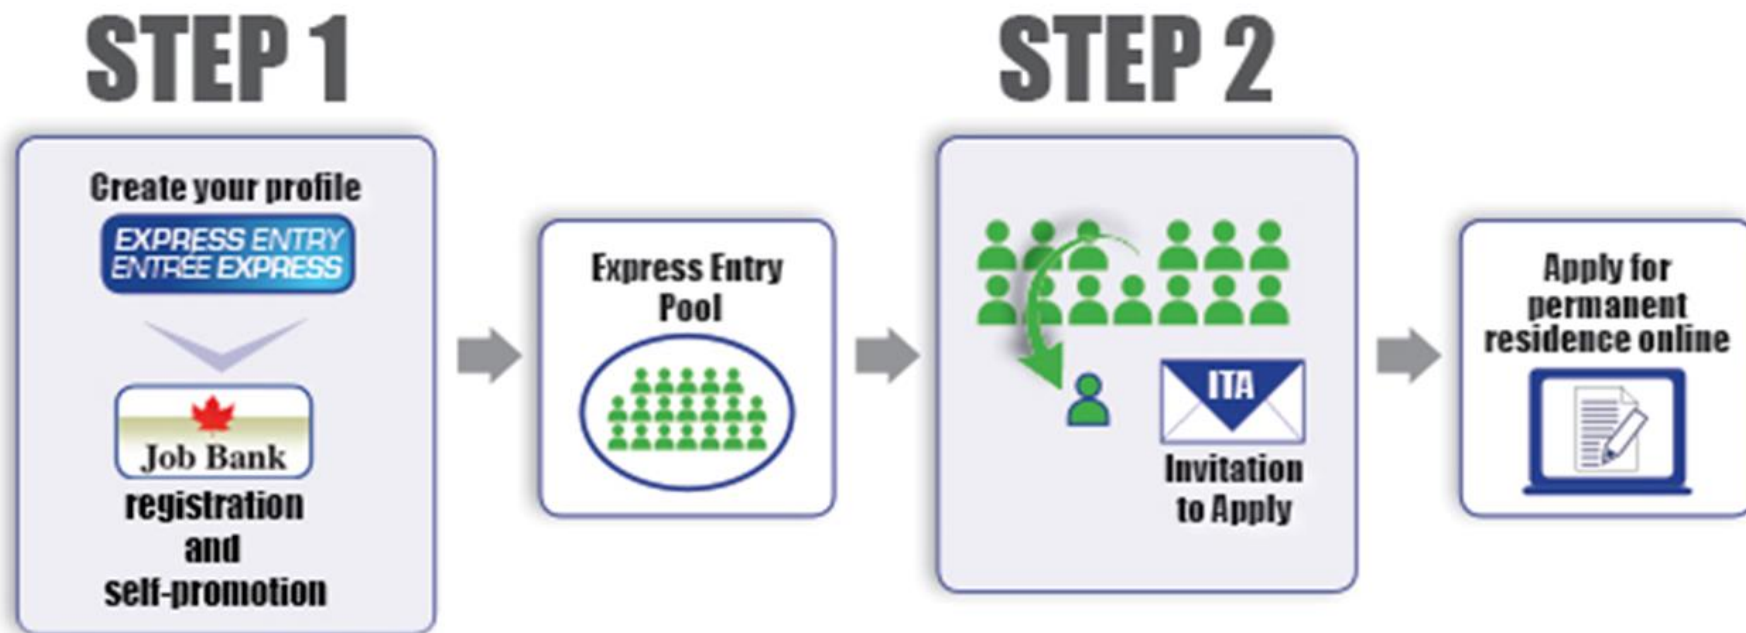 STEP 1
Create your profile
EXPRESS ENTRY
ENTRÉE EXPRESS
Job Bank
registration
and
self-promotion
Express Entry
Pool
STEP 2
ITA
Invitation
to Apply
Apply for
permanent
residence online